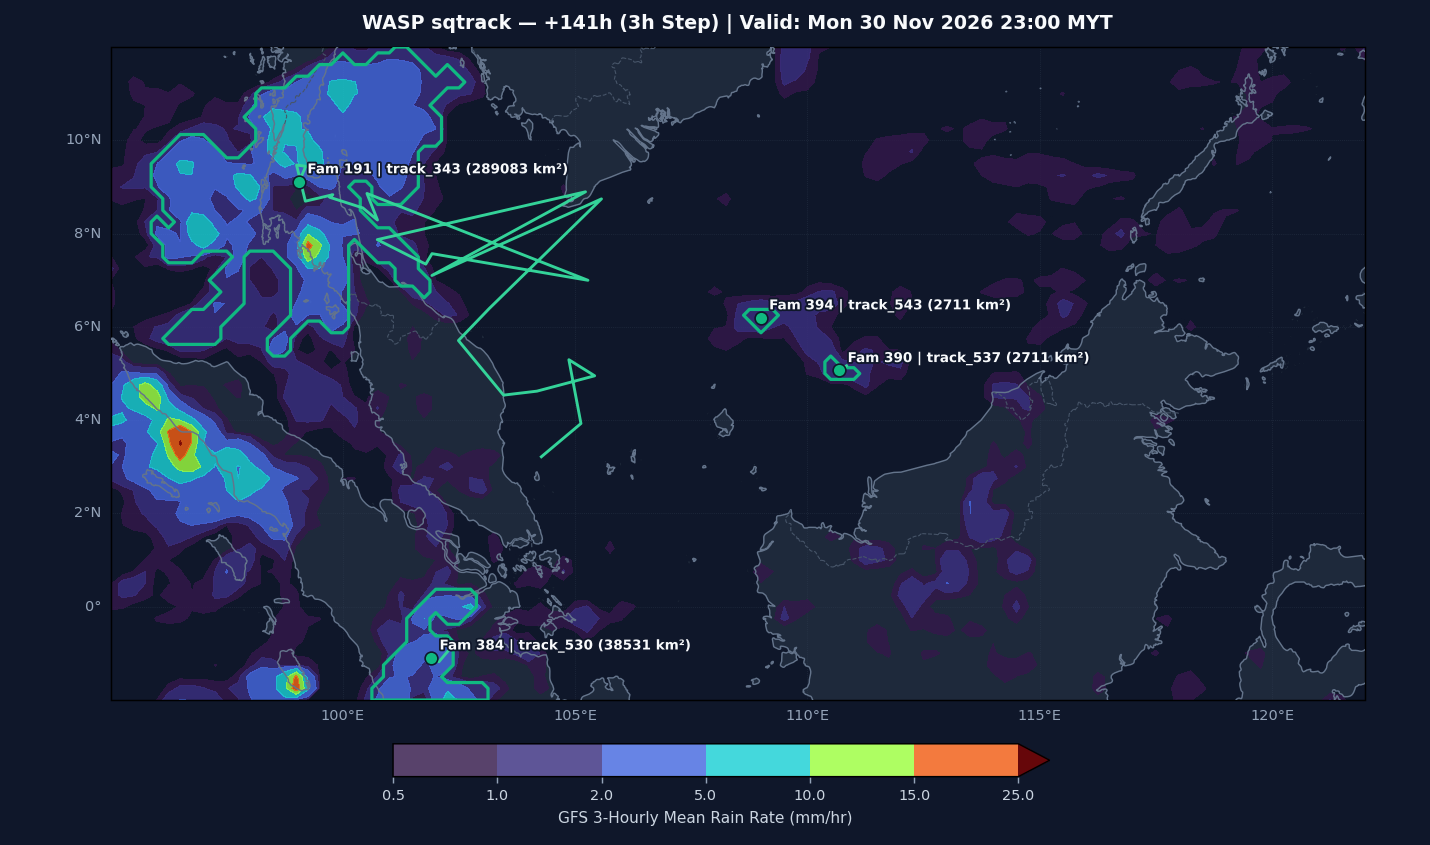 WASP sqtrack — +141h (3h Step) | Valid: Mon 30 Nov 2026 23:00 MYT
10°N
Fam 191 | track_343 (289083 km²)
8°N
6°N
Fam 394 | track_543 (2711 km²)
Fam 390 | track_537 (2711 km²)
4°N
2°N
0°
Fam 384 | track_530 (38531 km²)
100°E 105°E 110°E 115°E 120°E
0.5 1.0 2.0 5.0 10.0 15.0 25.0
GFS 3-Hourly Mean Rain Rate (mm/hr)